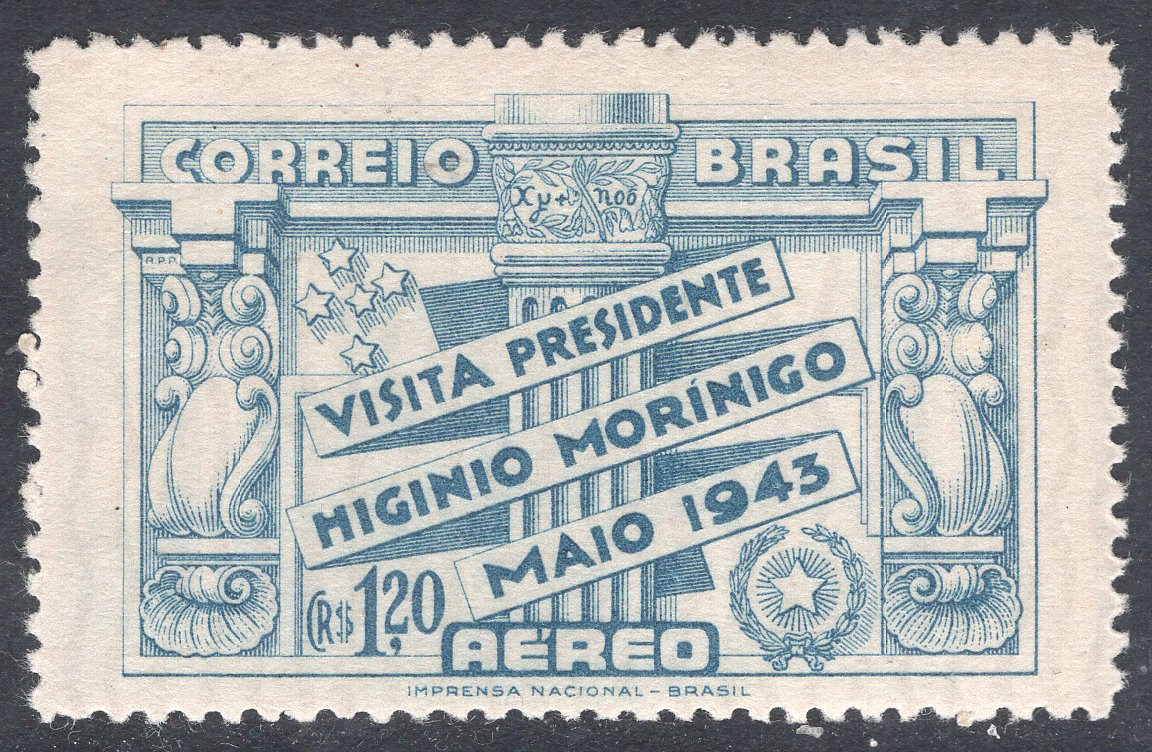 CORREIO BRASIL
A.P.P.
VISITA PRESIDENTE
HIGINIO MORÍNIGO
MAIO 1943
CR$ 1,20
AÉREO
IMPRENSA NACIONAL – BRASIL